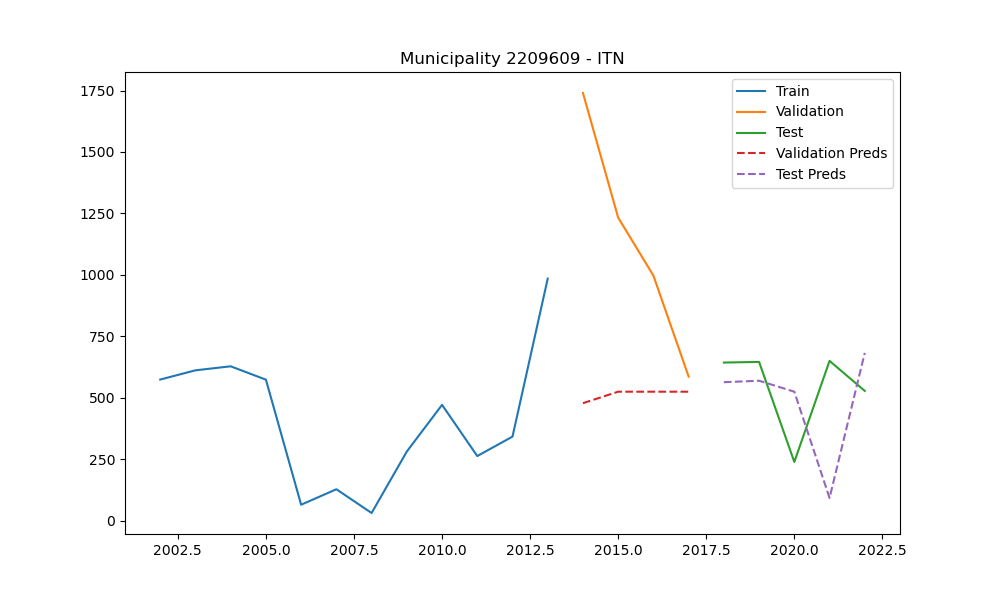 Municipality 2209609 - ITN
Train
Validation
Test
Validation Preds
Test Preds
1750
1500
1250
1000
750
500
250
0
2002.5 2005.0 2007.5 2010.0 2012.5 2015.0 2017.5 2020.0 2022.5